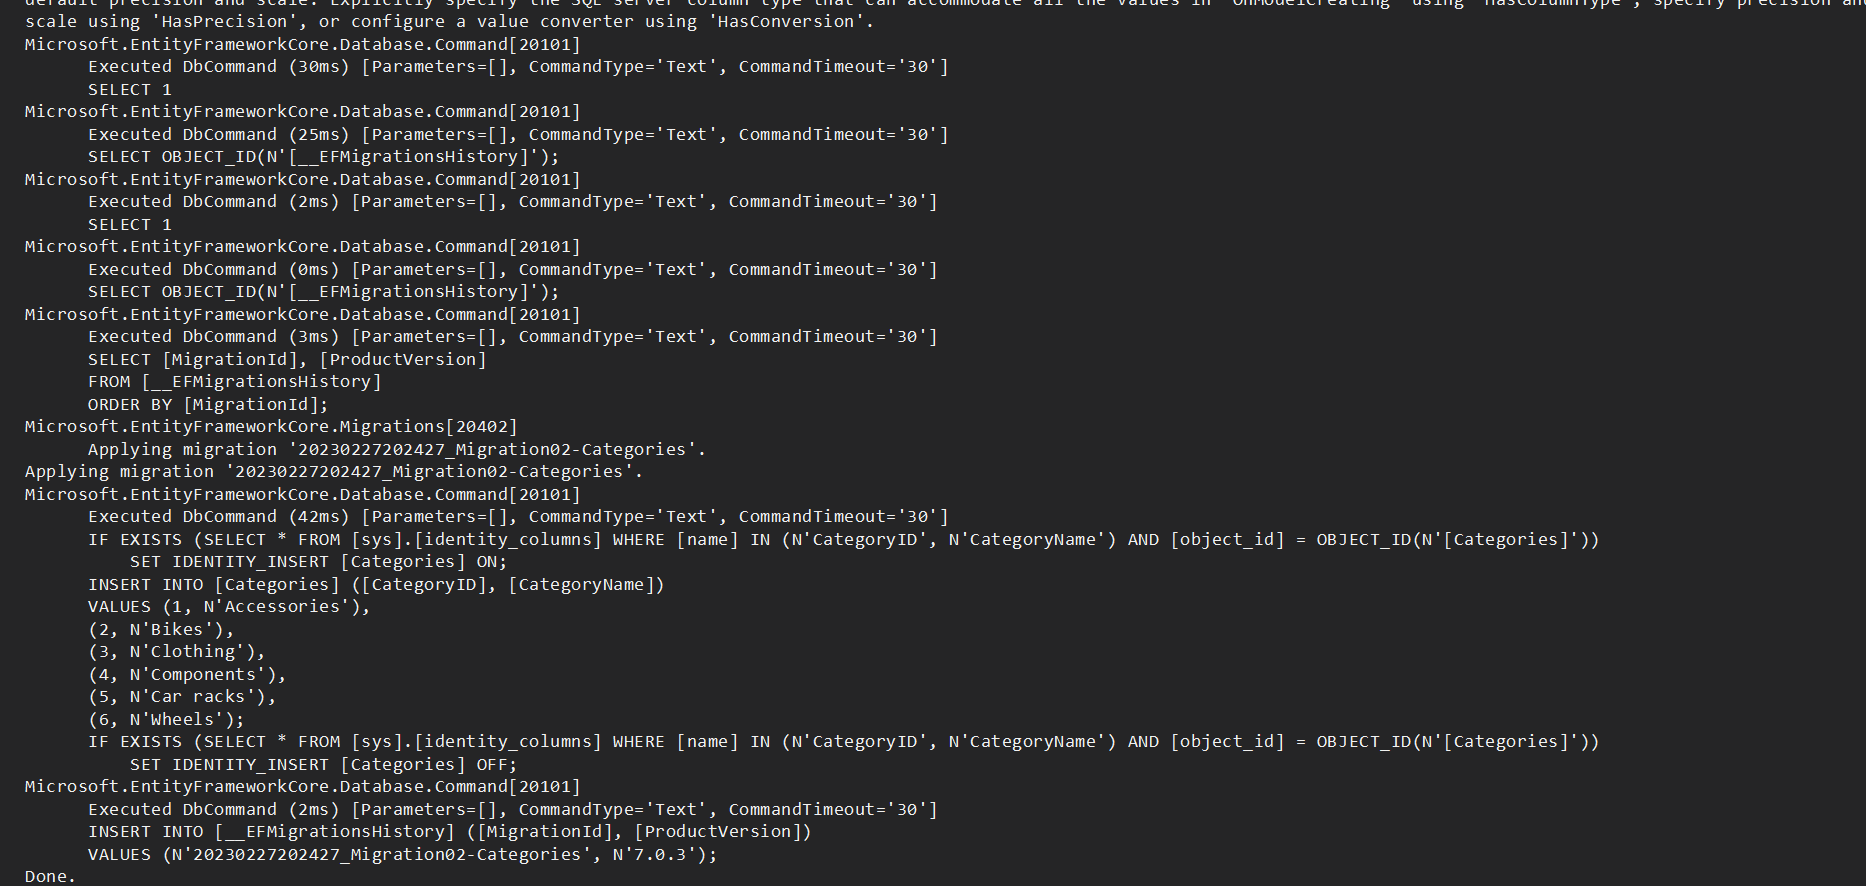 default precision and scale. Explicitly specify the SQL server column type that can accommodate all the values in 'OnModelCreating' using 'HasColumnType', specify precision and
scale using 'HasPrecision', or configure a value converter using 'HasConversion'.
Microsoft.EntityFrameworkCore.Database.Command[20101]
Executed DbCommand (30ms) [Parameters=[], CommandType='Text', CommandTimeout='30']
SELECT 1
Microsoft.EntityFrameworkCore.Database.Command[20101]
Executed DbCommand (25ms) [Parameters=[], CommandType='Text', CommandTimeout='30']
SELECT OBJECT_ID(N'[__EFMigrationsHistory]');
Microsoft.EntityFrameworkCore.Database.Command[20101]
Executed DbCommand (2ms) [Parameters=[], CommandType='Text', CommandTimeout='30']
SELECT 1
Microsoft.EntityFrameworkCore.Database.Command[20101]
Executed DbCommand (0ms) [Parameters=[], CommandType='Text', CommandTimeout='30']
SELECT OBJECT_ID(N'[__EFMigrationsHistory]');
Microsoft.EntityFrameworkCore.Database.Command[20101]
Executed DbCommand (3ms) [Parameters=[], CommandType='Text', CommandTimeout='30']
SELECT [MigrationId], [ProductVersion]
FROM [__EFMigrationsHistory]
ORDER BY [MigrationId];
Microsoft.EntityFrameworkCore.Migrations[20402]
Applying migration '20230227202427_Migration02-Categories'.
Applying migration '20230227202427_Migration02-Categories'.
Microsoft.EntityFrameworkCore.Database.Command[20101]
Executed DbCommand (42ms) [Parameters=[], CommandType='Text', CommandTimeout='30']
IF EXISTS (SELECT * FROM [sys].[identity_columns] WHERE [name] IN (N'CategoryID', N'CategoryName') AND [object_id] = OBJECT_ID(N'[Categories]'))
SET IDENTITY_INSERT [Categories] ON;
INSERT INTO [Categories] ([CategoryID], [CategoryName])
VALUES (1, N'Accessories'),
(2, N'Bikes'),
(3, N'Clothing'),
(4, N'Components'),
(5, N'Car racks'),
(6, N'Wheels');
IF EXISTS (SELECT * FROM [sys].[identity_columns] WHERE [name] IN (N'CategoryID', N'CategoryName') AND [object_id] = OBJECT_ID(N'[Categories]'))
SET IDENTITY_INSERT [Categories] OFF;
Microsoft.EntityFrameworkCore.Database.Command[20101]
Executed DbCommand (2ms) [Parameters=[], CommandType='Text', CommandTimeout='30']
INSERT INTO [__EFMigrationsHistory] ([MigrationId], [ProductVersion])
VALUES (N'20230227202427_Migration02-Categories', N'7.0.3');
Done.